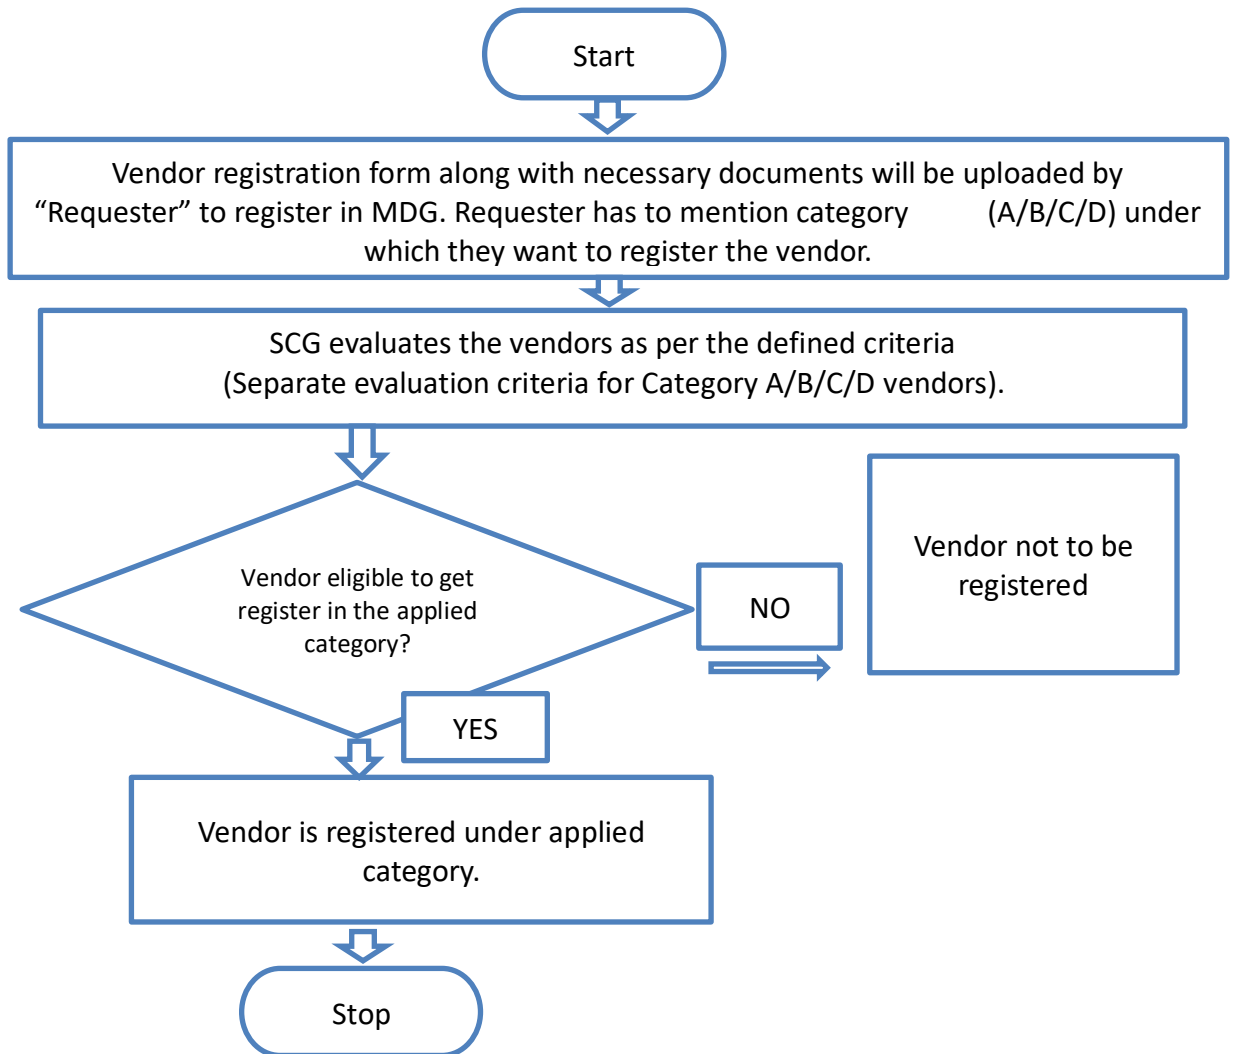 Start
Vendor registration form along with necessary documents will be uploaded by
“Requester” to register in MDG. Requester has to mention category (A/B/C/D) under
which they want to register the vendor.
SCG evaluates the vendors as per the defined criteria
(Separate evaluation criteria for Category A/B/C/D vendors).
Vendor eligible to get
register in the applied
category?
NO
Vendor not to be
registered
YES
Vendor is registered under applied
category.
Stop